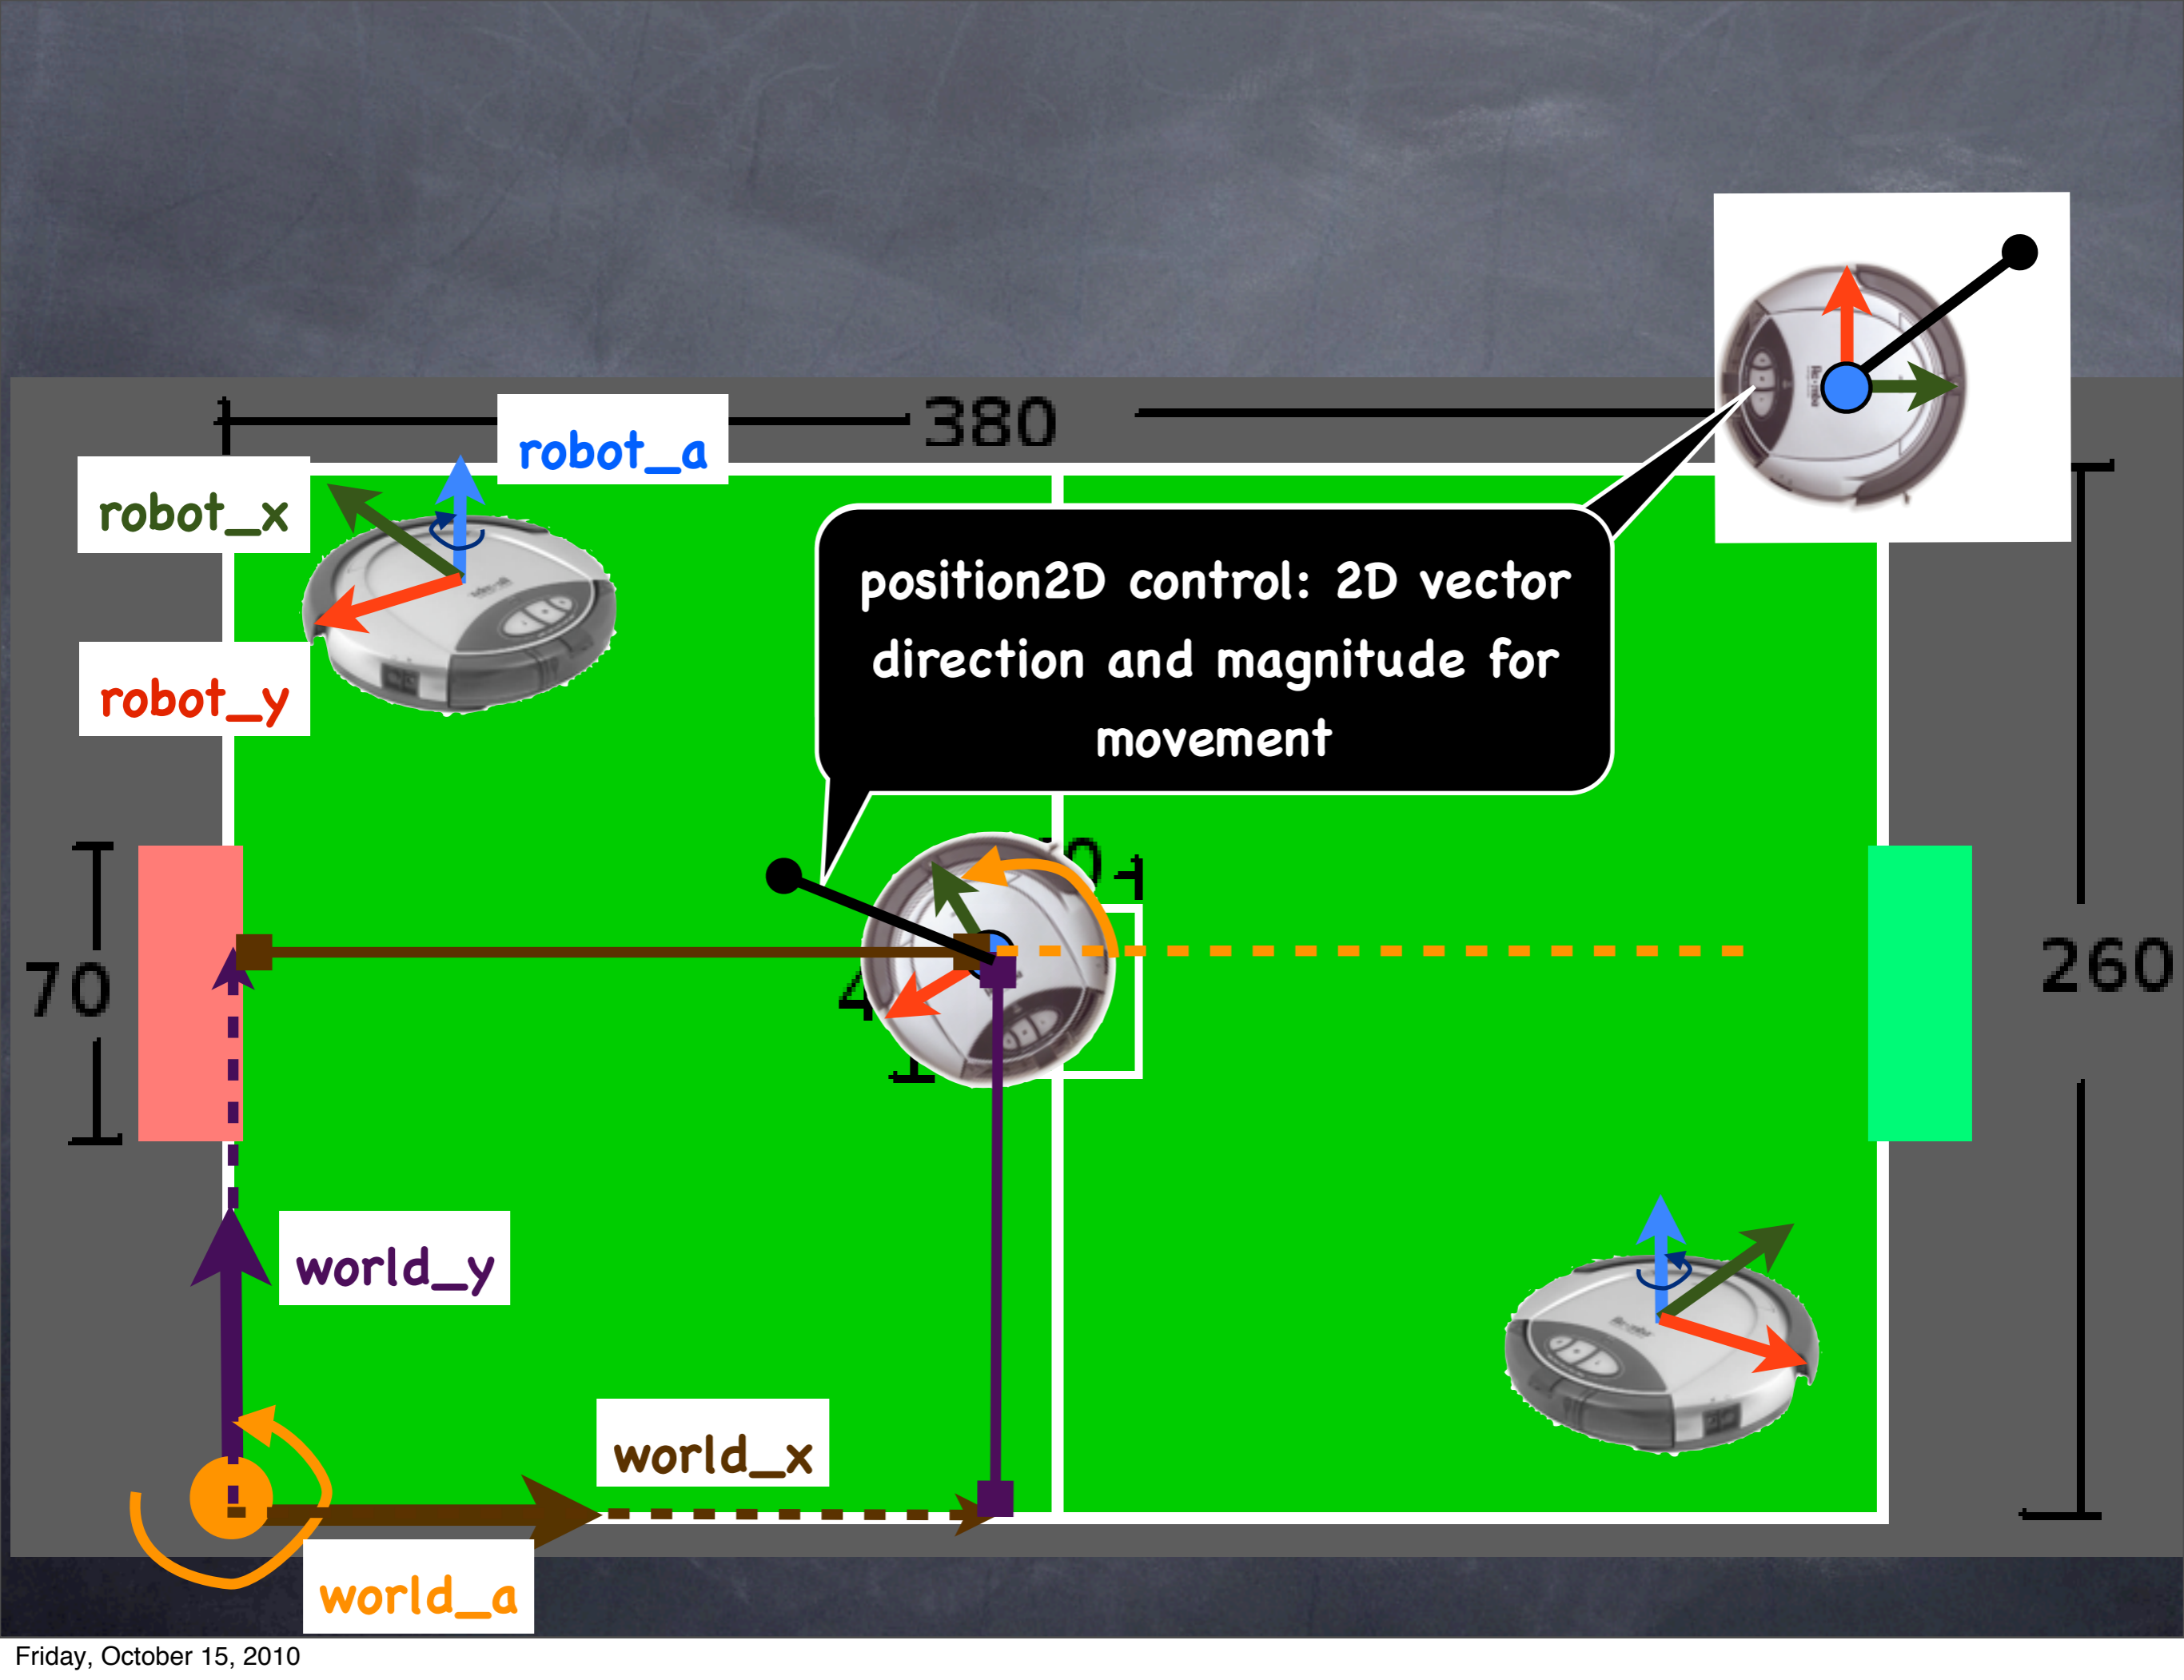 380
robot_a
robot_x
robot_y
position2D control: 2D vector
direction and magnitude for
movement
70
4
260
world_y
world_x
world_a
Friday, October 15, 2010